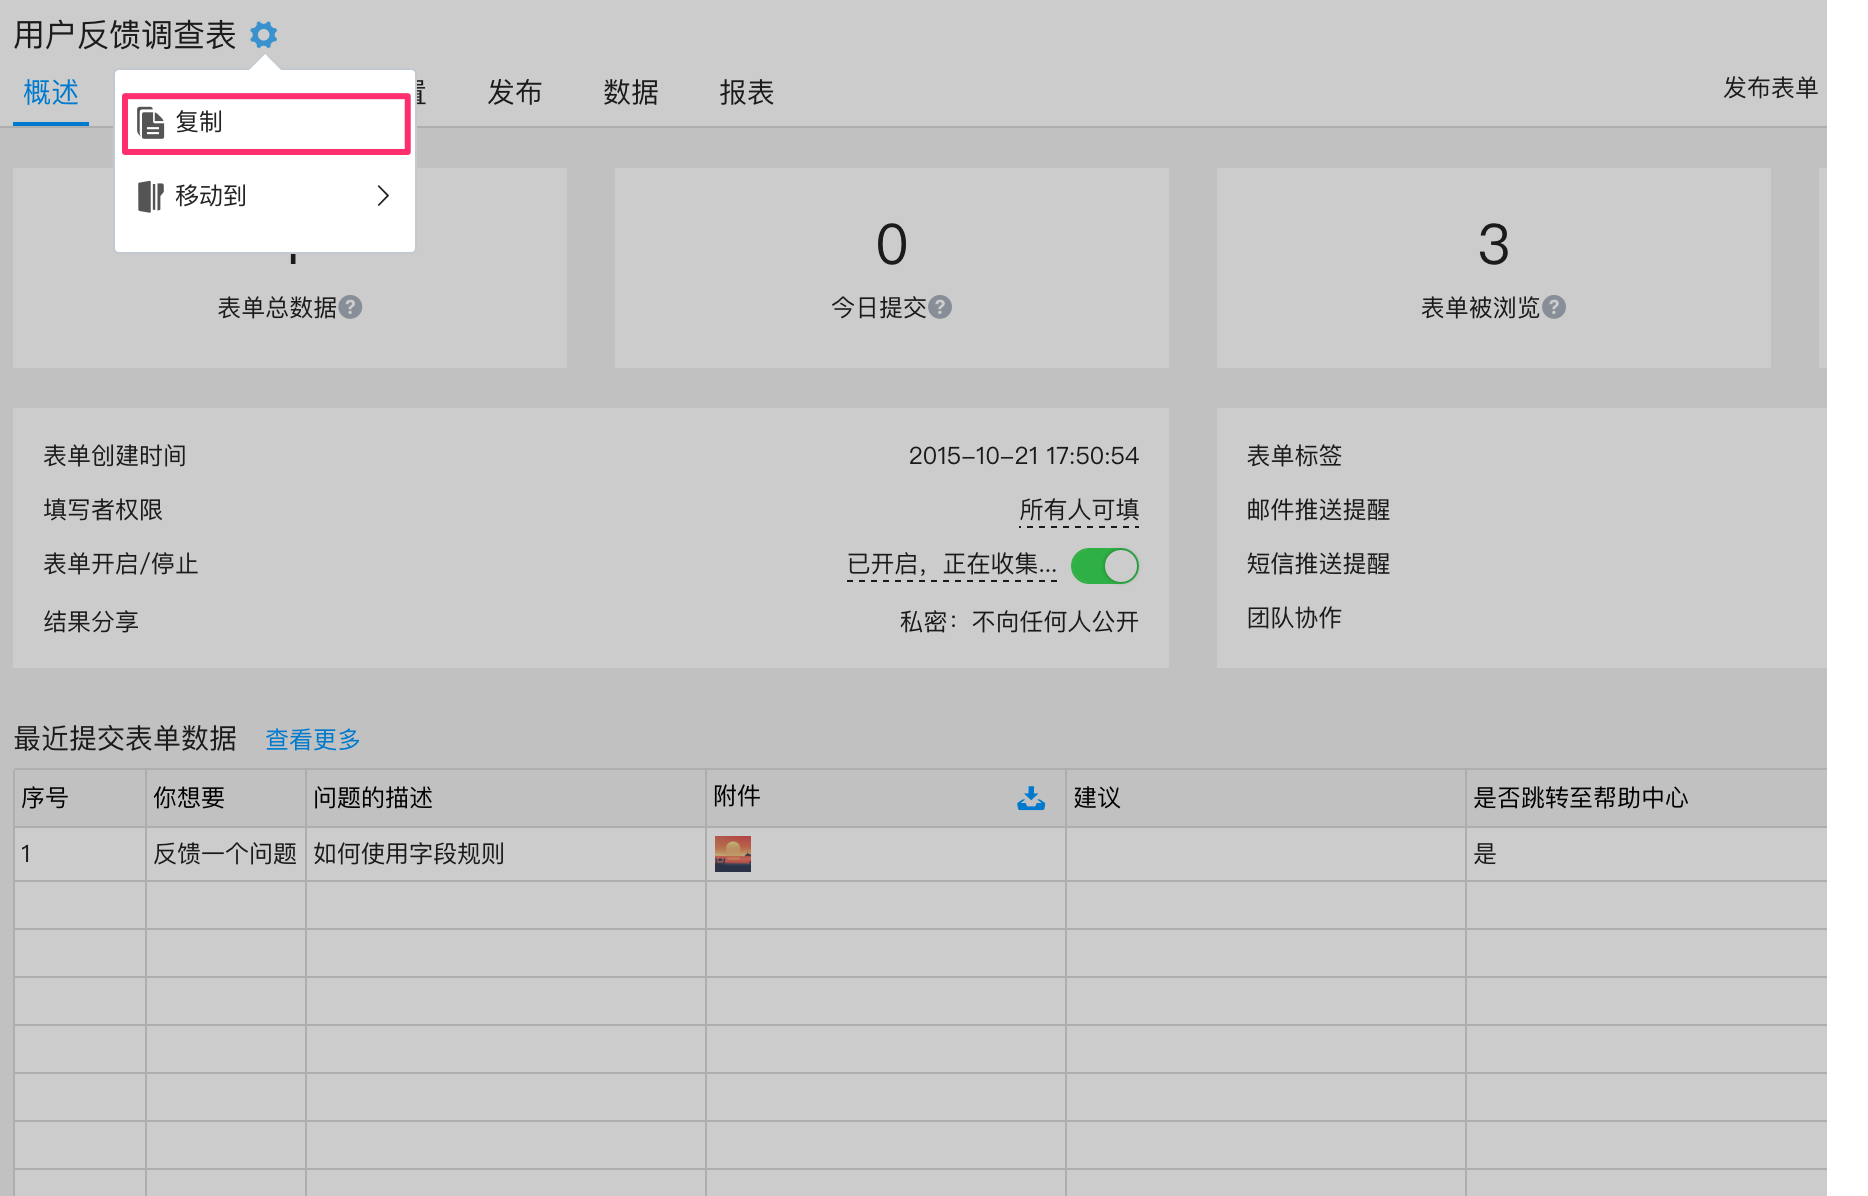 用户反馈调查表
概述 发布 数据 报表 发布表单
复制
移动到
0 3
表单总数据 ? 今日提交 ? 表单被浏览 ?
表单创建时间 2015-10-21 17:50:54 表单标签
填写者权限 所有人可填 邮件推送提醒
表单开启/停止 已开启，正在收集... 短信推送提醒
结果分享 私密：不向任何人公开 团队协作
最近提交表单数据 查看更多
序号 你想要 问题的描述 附件 建议 是否跳转至帮助中心
1 反馈一个问题 如何使用字段规则 是